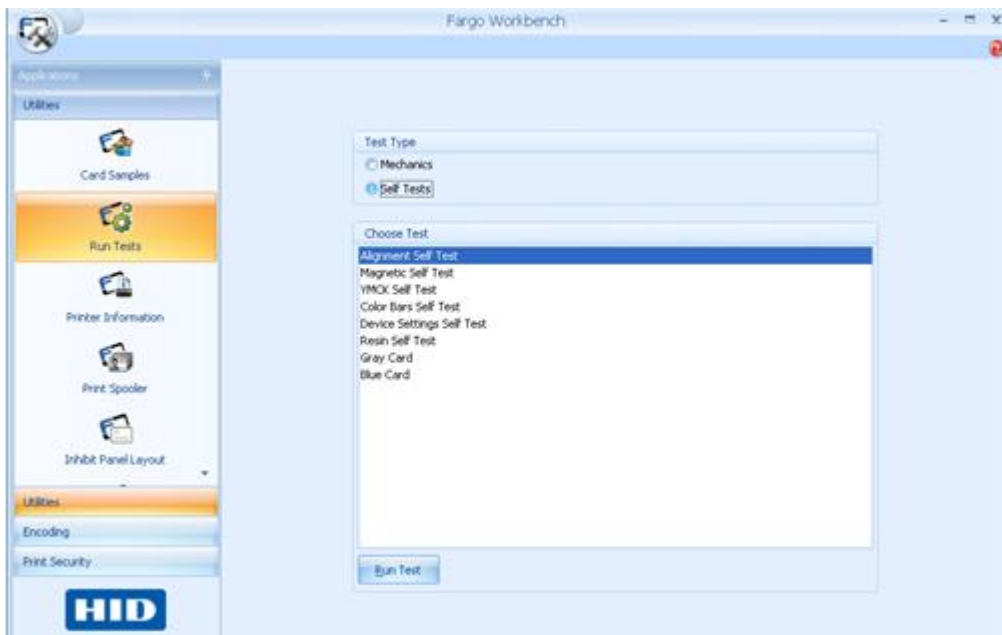 Fargo Workbench
Applications
Utilities
Card Samples
Run Tests
Printer Information
Print Spooler
Inhibit Panel Layout
Utilities
Encoding
Print Security
HID
Test Type
Mechanics
Self Tests
Choose Test
Alignment Self Test
Magnetic Self Test
YMCK Self Test
Color Bars Self Test
Device Settings Self Test
Resin Self Test
Gray Card
Blue Card
Run Test